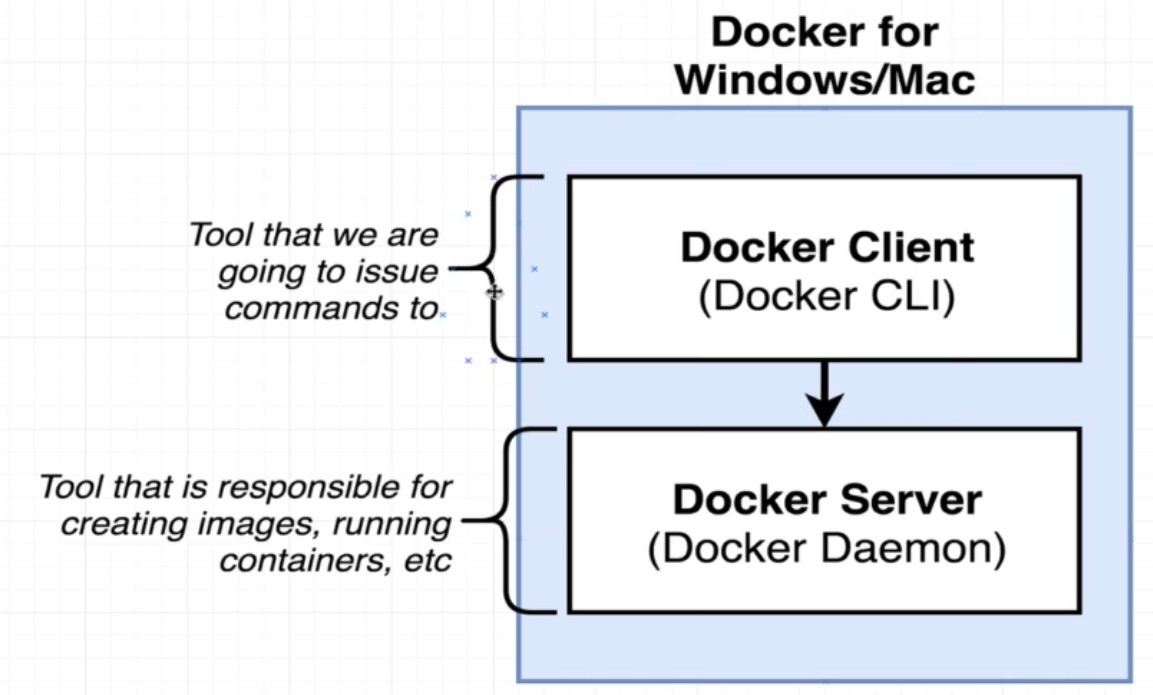 Docker for
Windows/Mac
Tool that we are
going to issue
commands to
Docker Client
(Docker CLI)
Tool that is responsible for
creating images, running
containers, etc
Docker Server
(Docker Daemon)